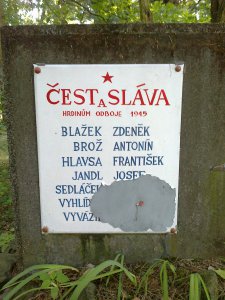 ČEST A SLÁVA
HRDINŮM ODBOJE 1945
BLAŽEK ZDENĚK
BROŽ ANTONÍN
HLAVSA FRANTIŠEK
JANDL JOSEF